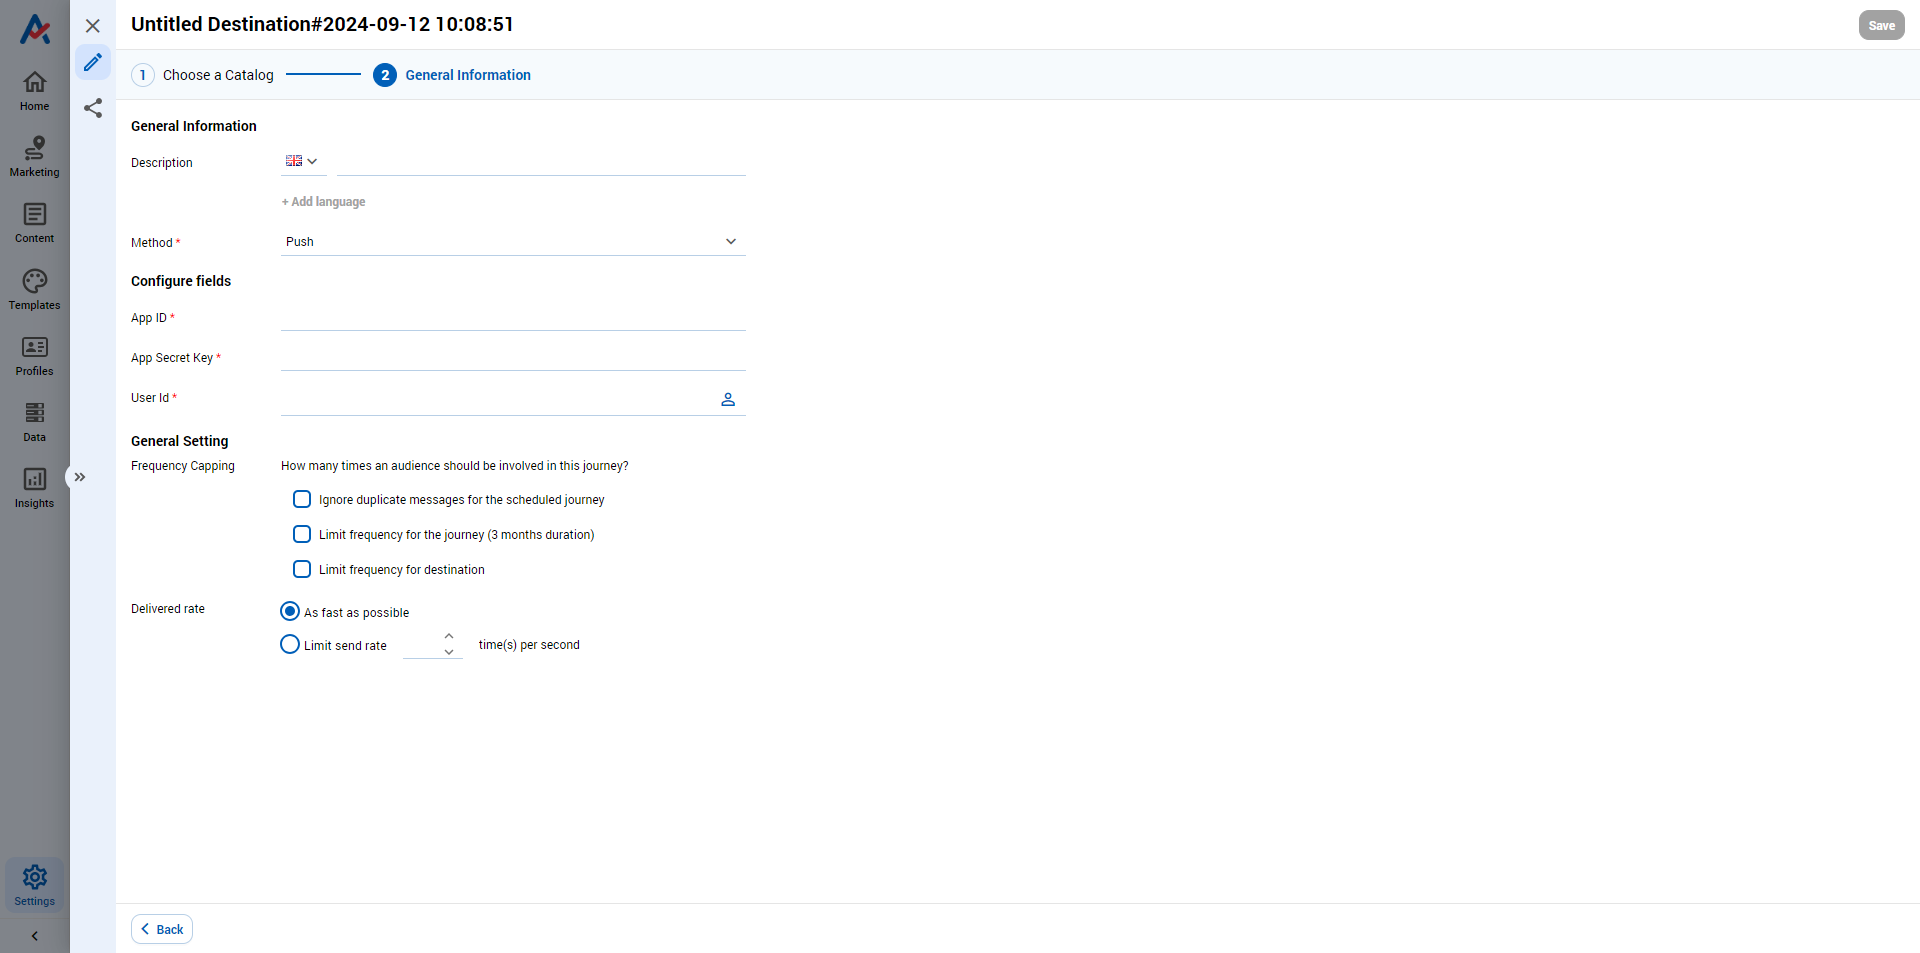 Untitled Destination#2024-09-12 10:08:51
Save
1 Choose a Catalog 2 General Information
Home
Marketing
Content
Templates
Profiles
Data
Insights
Settings
General Information
Description
+ Add language
Method * Push
Configure fields
App ID *
App Secret Key *
User Id *
General Setting
Frequency Capping How many times an audience should be involved in this journey?
Ignore duplicate messages for the scheduled journey
Limit frequency for the journey (3 months duration)
Limit frequency for destination
Delivered rate As fast as possible
Limit send rate time(s) per second
Back